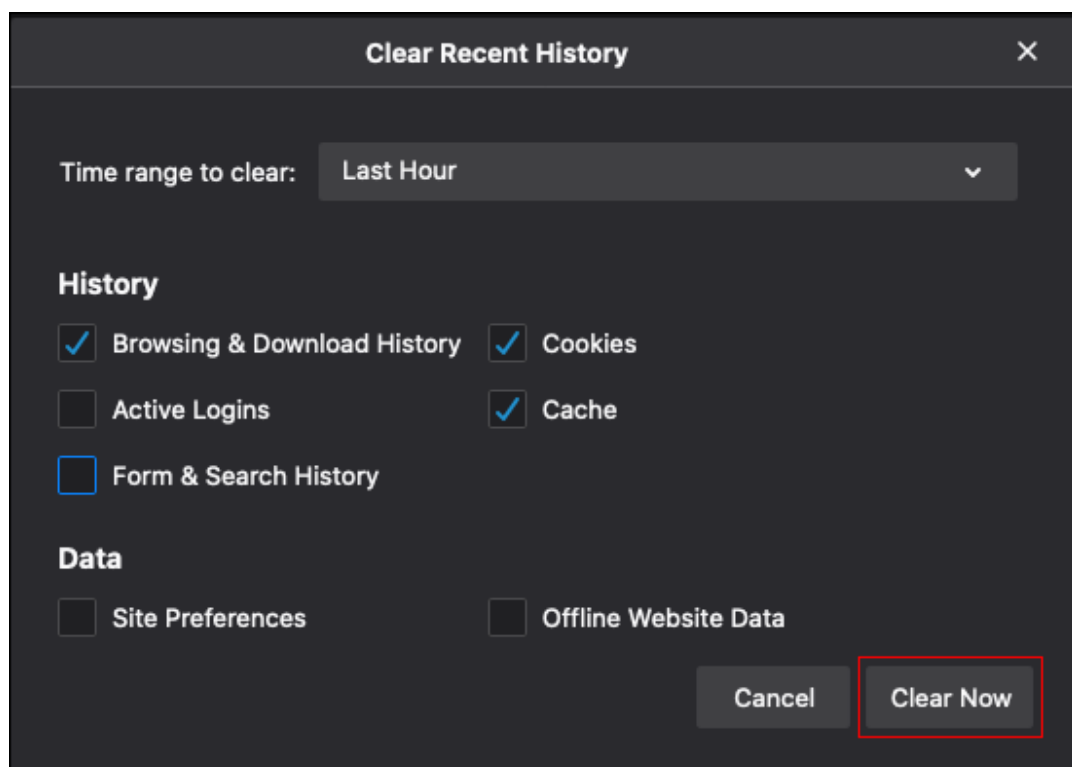 Clear Recent History
Time range to clear: Last Hour
History
Browsing & Download History Cookies
Active Logins Cache
Form & Search History
Data
Site Preferences Offline Website Data
Cancel Clear Now